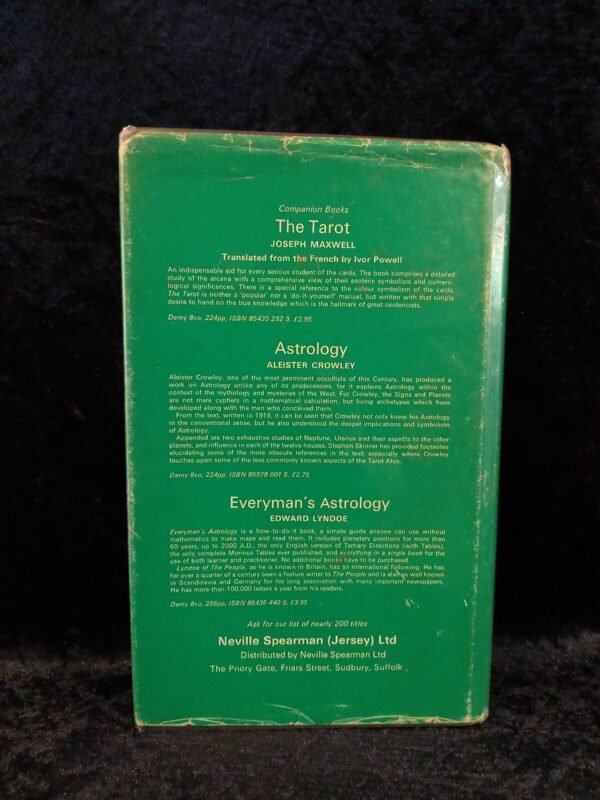 Companion Books
The Tarot
JOSEPH MAXWELL
Translated from the French by Ivor Powell
An indispensable aid for every serious student of the cards. The book comprises a detailed
study of the arcana with a comprehensive view of their esoteric symbolism and numero-
logical significances. There is a special reference to the colour symbolism of the cards.
The Tarot is neither a 'popular' nor a 'do-it-yourself' manual, but written with that simple
desire to hand on the true knowledge which is the hallmark of great esotericists.
Demy 8vo, 224pp, ISBN 85435 292 9, £2.95
Astrology
ALEISTER CROWLEY
Aleister Crowley, one of the most prominent occultists of this Century, has produced a
work on Astrology unlike any of its predecessors, for it explains Astrology within the
context of the mythology and mysteries of the West. For Crowley, the Signs and Planets
are not mere cyphers in a mathematical calculation, but living archetypes which have
developed along with the men who conceived them.
From the text, written in 1915, it can be seen that Crowley not only knew his Astrology
in the conventional sense, but he also understood the deeper implications and symbolism
of Astrology.
Appended are two exhaustive studies of Neptune, Uranus and their aspects to the other
planets, and influence in each of the twelve houses. Stephen Skinner has provided footnotes
elucidating some of the more obscure references in the text, especially where Crowley
touches upon some of the less commonly known aspects of the Tarot Atus.
Demy 8vo, 224pp, ISBN 85978 001 5, £2.75
Everyman's Astrology
EDWARD LYNDOE
Everyman's Astrology is a how-to-do-it book, a simple guide anyone can use without
mathematics to make maps and read them. It includes planetary positions for more than
60 years, up to 2000 A.D., the only English version of Tertiary Directions (with Tables),
the only complete Morinus Tables ever published, and everything in a single book for the
use of both learner and practitioner. No additional books have to be purchased.
Lyndoe of The People, as he is known in Britain, has an international following. He has
for over a quarter of a century been a feature writer to The People and is also as well known
in Scandinavia and Germany for his long association with many important newspapers.
He has more than 100,000 letters a year from his readers.
Demy 8vo, 256pp, ISBN 85435 440 9, £3.95
Ask for our list of nearly 200 titles
Neville Spearman (Jersey) Ltd
Distributed by Neville Spearman Ltd
The Priory Gate, Friars Street, Sudbury, Suffolk